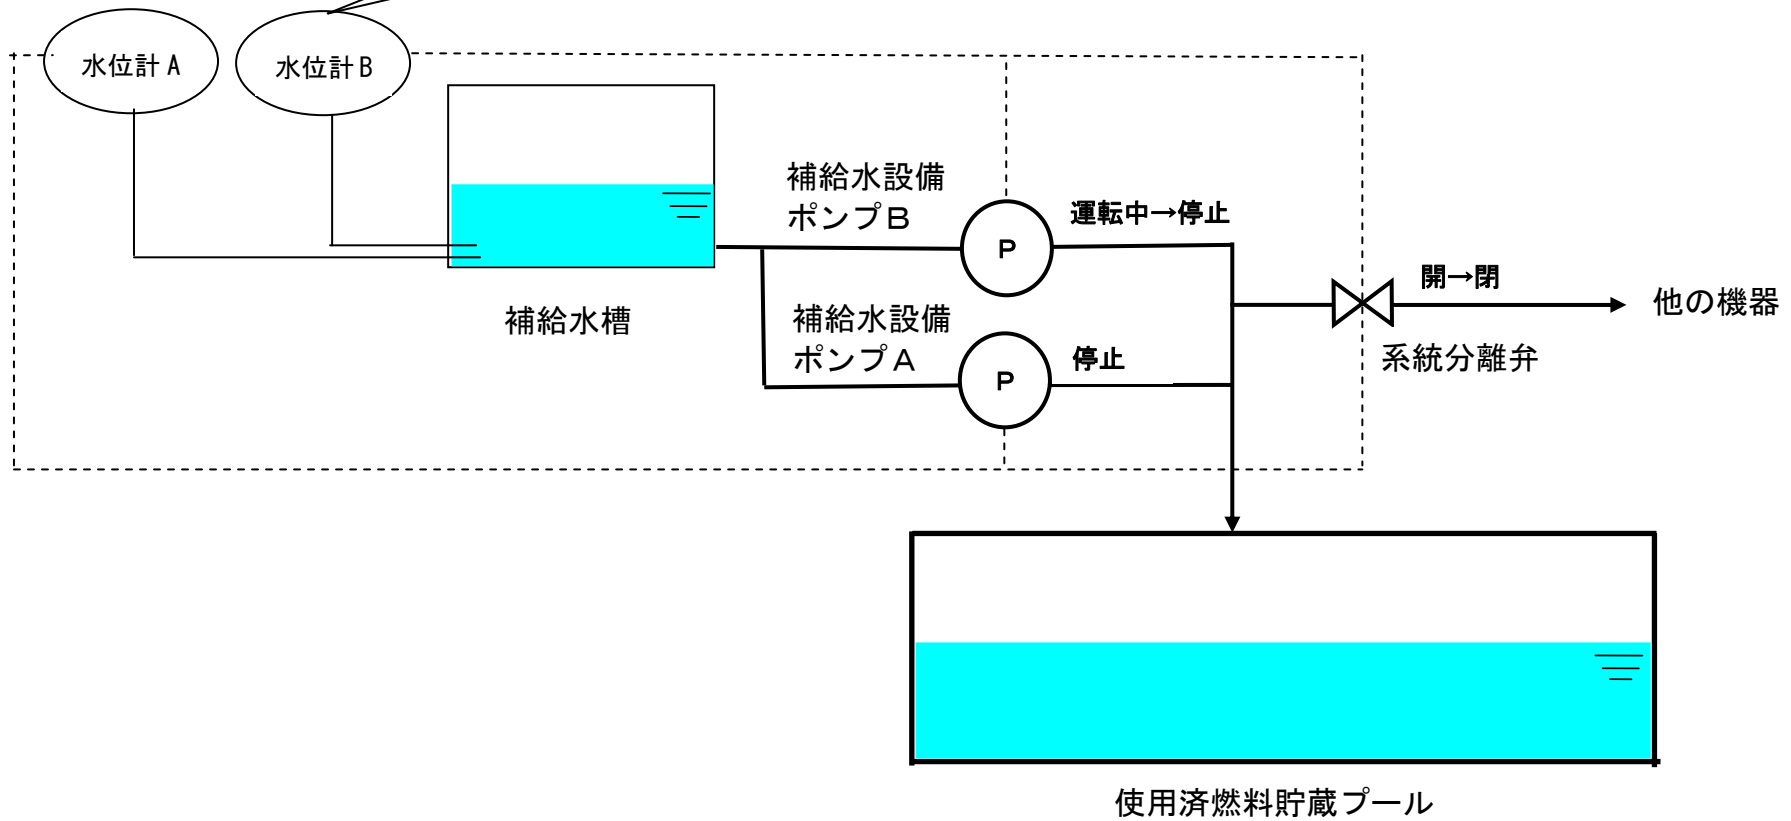 水位計A
水位計B
補給水設備
ポンプB
P
運転中→停止
開→閉
他の機器
系統分離弁
補給水槽
補給水設備
ポンプA
P
停止
使用済燃料貯蔵プール